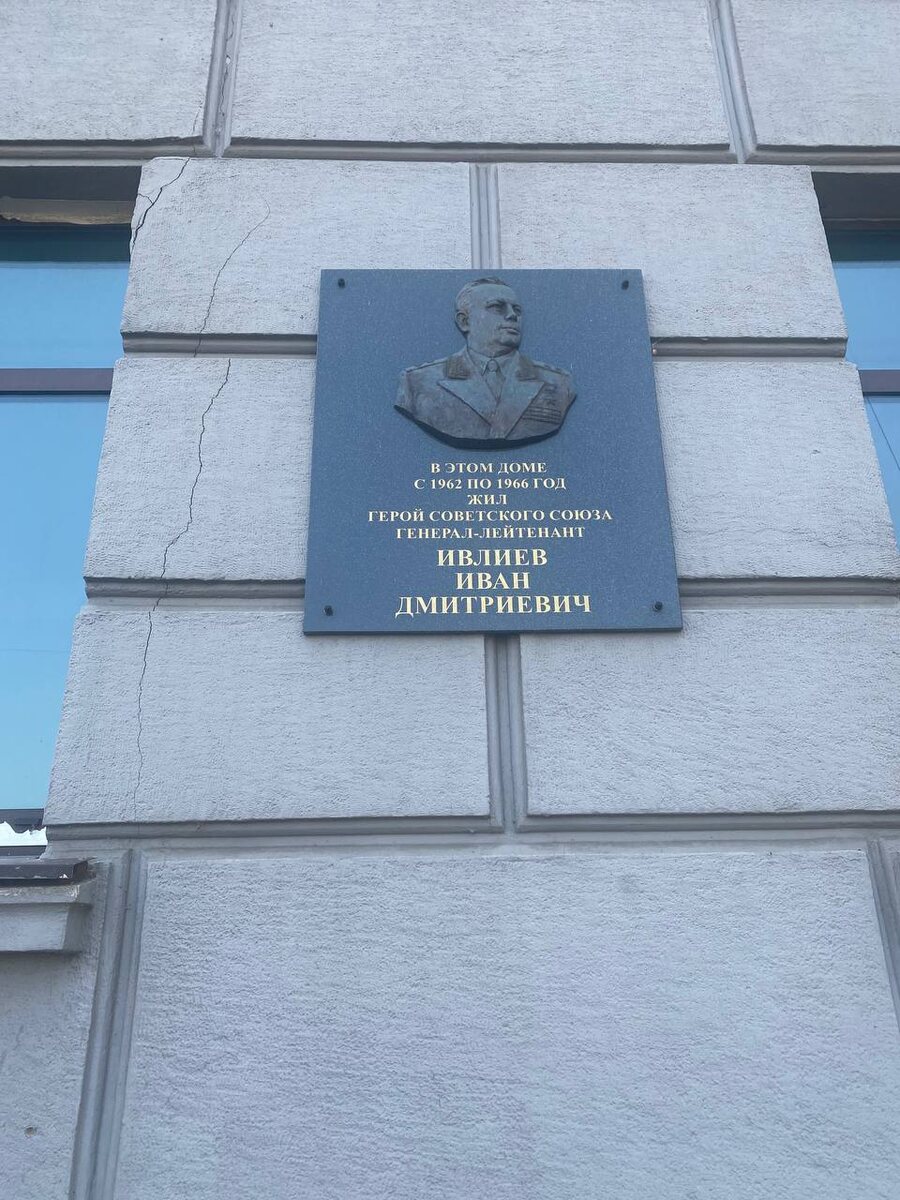 В ЭТОМ ДОМЕ
С 1962 ПО 1966 ГОД
ЖИЛ
ГЕРОЙ СОВЕТСКОГО СОЮЗА
ГЕНЕРАЛ-ЛЕЙТЕНАНТ
ИВЛИЕВ
ИВАН
ДМИТРИЕВИЧ